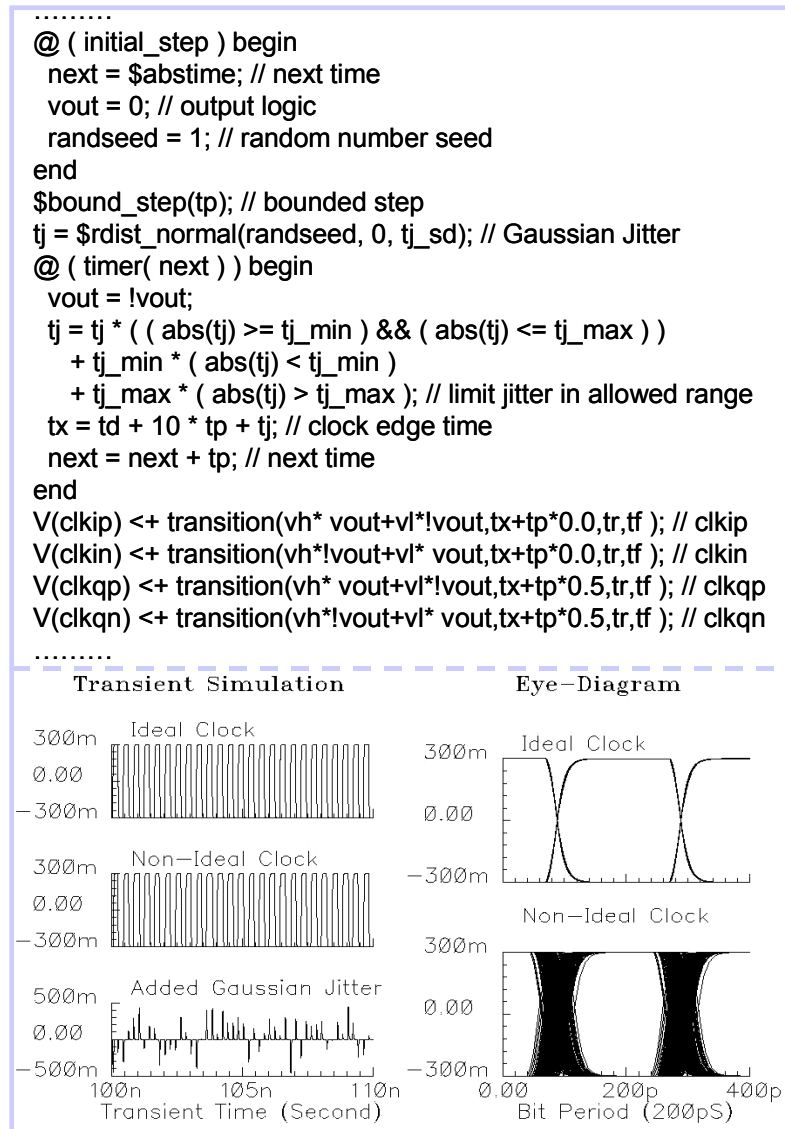 .........
@ ( initial_step ) begin
next = $abstime; // next time
vout = 0; // output logic
randseed = 1; // random number seed
end
$bound_step(tp); // bounded step
tj = $rdist_normal(randseed, 0, tj_sd); // Gaussian Jitter
@ ( timer( next ) ) begin
vout = !vout;
tj = tj * ( ( abs(tj) >= tj_min ) && ( abs(tj) <= tj_max ) )
+ tj_min * ( abs(tj) < tj_min )
+ tj_max * ( abs(tj) > tj_max ); // limit jitter in allowed range
tx = td + 10 * tp + tj; // clock edge time
next = next + tp; // next time
end
V(clkip) <+ transition(vh* vout+vl*!vout,tx+tp*0.0,tr,tf ); // clkip
V(clkin) <+ transition(vh*!vout+vl* vout,tx+tp*0.0,tr,tf ); // clkin
V(clkqp) <+ transition(vh* vout+vl*!vout,tx+tp*0.5,tr,tf ); // clkqp
V(clkqn) <+ transition(vh*!vout+vl* vout,tx+tp*0.5,tr,tf ); // clkqn
.........
Transient Simulation
Ideal Clock
300m
0.00
-300m
Non-Ideal Clock
300m
0.00
-300m
Added Gaussian Jitter
500m
0.00
-500m
100n 105n 110n
Transient Time (Second)
Eye-Diagram
Ideal Clock
300m
0.00
-300m
Non-Ideal Clock
300m
0.00
-300m
0.00 200p 400p
Bit Period (200pS)